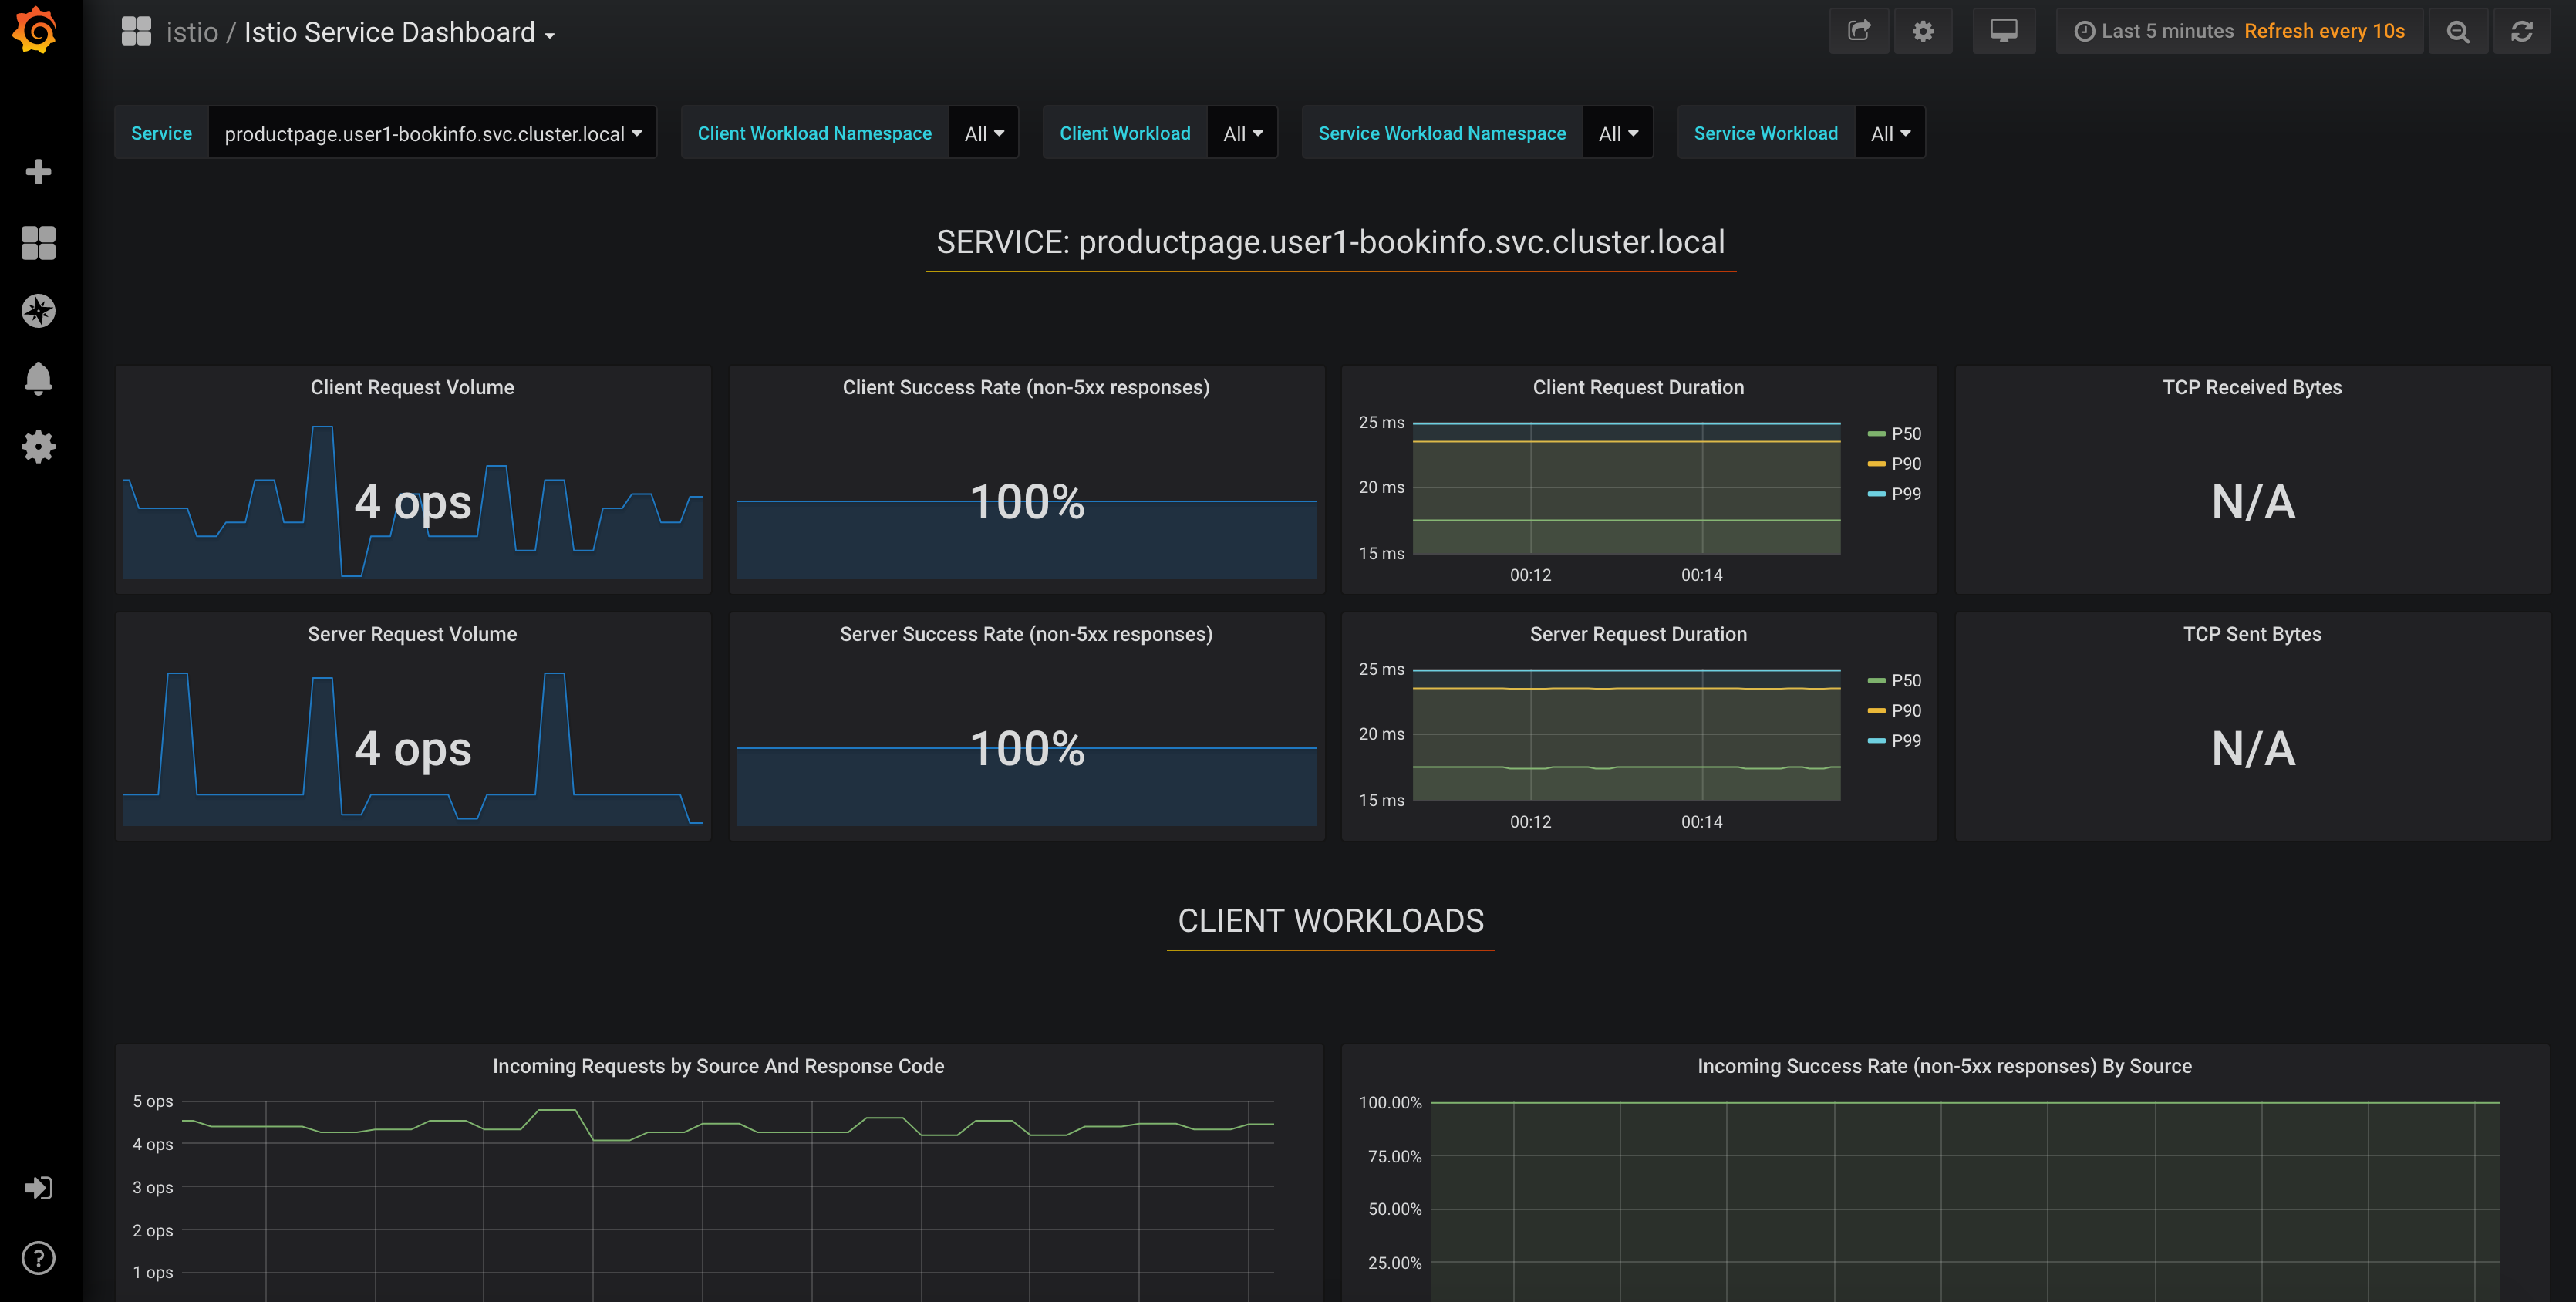 istio / Istio Service Dashboard
Last 5 minutes Refresh every 10s
Service productpage.user1-bookinfo.svc.cluster.local Client Workload Namespace All Client Workload All Service Workload Namespace All Service Workload All
SERVICE: productpage.user1-bookinfo.svc.cluster.local
Client Request Volume
4 ops
Client Success Rate (non-5xx responses)
100%
Client Request Duration
25 ms
20 ms
15 ms
00:12 00:14
P50
P90
P99
TCP Received Bytes
N/A
Server Request Volume
4 ops
Server Success Rate (non-5xx responses)
100%
Server Request Duration
25 ms
20 ms
15 ms
00:12 00:14
P50
P90
P99
TCP Sent Bytes
N/A
CLIENT WORKLOADS
Incoming Requests by Source And Response Code
5 ops
4 ops
3 ops
2 ops
1 ops
Incoming Success Rate (non-5xx responses) By Source
100.00%
75.00%
50.00%
25.00%